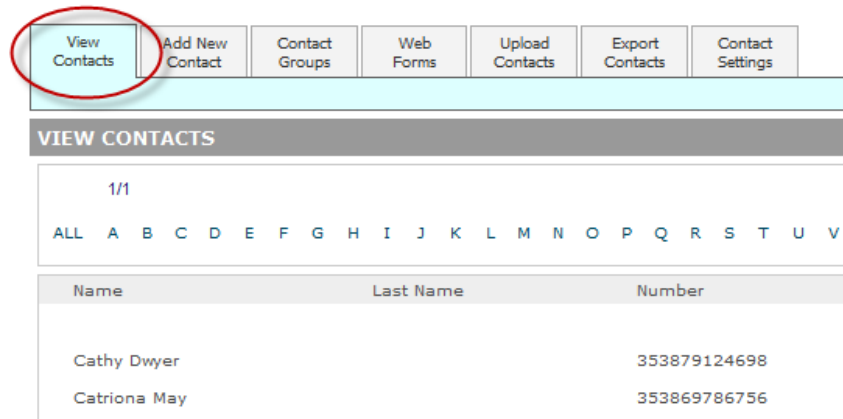 View Contacts
Add New Contact
Contact Groups
Web Forms
Upload Contacts
Export Contacts
Contact Settings
VIEW CONTACTS
1/1
ALL A B C D E F G H I J K L M N O P Q R S T U V
Name Last Name Number
Cathy Dwyer 353879124698
Catriona May 353869786756